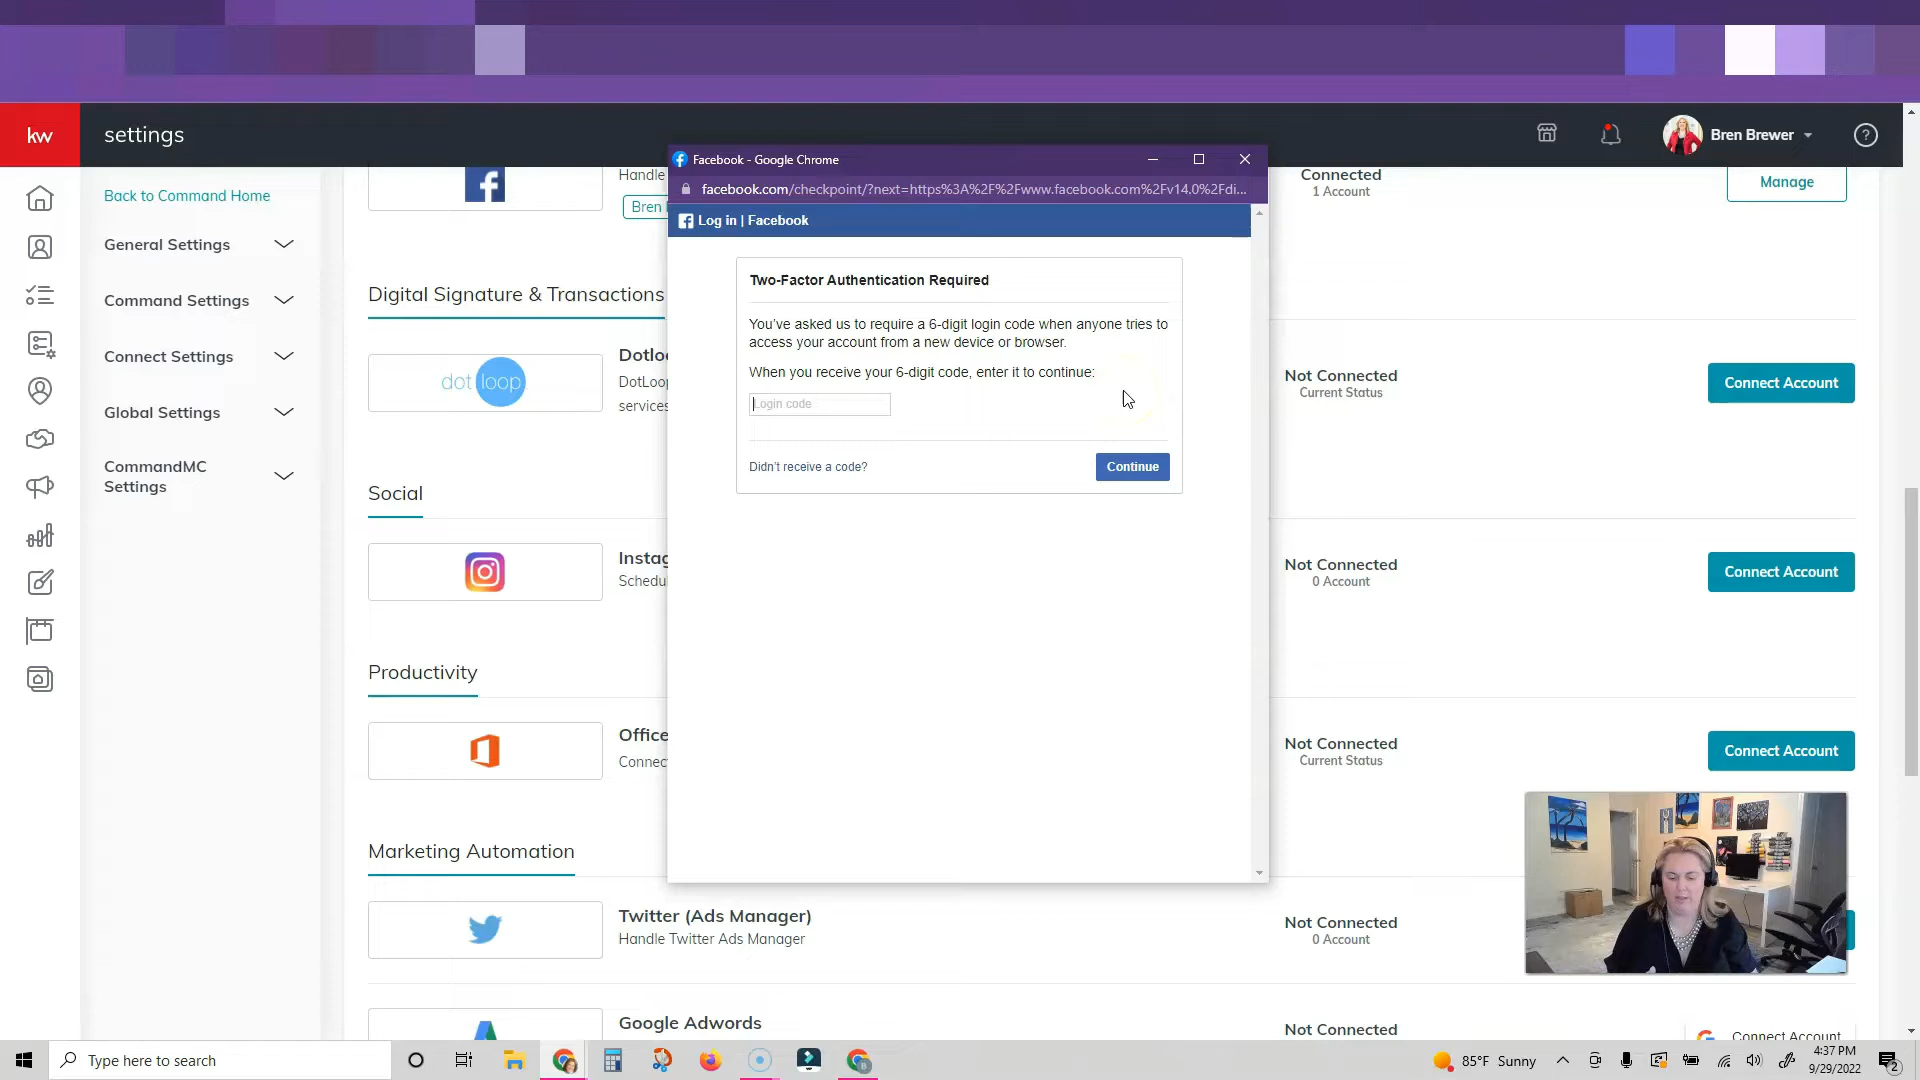 kw
settings
Bren Brewer
?
Back to Command Home
General Settings
Command Settings
Connect Settings
Global Settings
CommandMC
Settings
Handle
Bren
Connected
1 Account
Manage
Facebook - Google Chrome
facebook.com/checkpoint/?next=https%3A%2F%2Fwww.facebook.com%2Fv14.0%2Fdi...
Log in | Facebook
Two-Factor Authentication Required
You've asked us to require a 6-digit login code when anyone tries to
access your account from a new device or browser.
When you receive your 6-digit code, enter it to continue:
Login code
Didn't receive a code?
Continue
Digital Signature & Transactions
dot loop
Dotloo
DotLoop
services
Not Connected
Current Status
Connect Account
Social
Instag
Schedu
Not Connected
0 Account
Connect Account
Productivity
Office
Connec
Not Connected
Current Status
Connect Account
Marketing Automation
Twitter (Ads Manager)
Handle Twitter Ads Manager
Not Connected
0 Account
Google Adwords
Not Connected
Connect Account
Type here to search
85°F Sunny
4:37 PM
9/29/2022
2